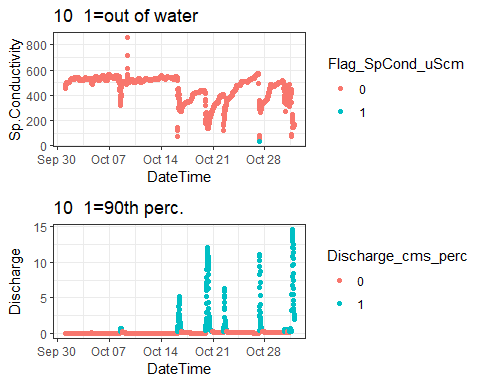 10  1=out of water
Sp.Conductivity
800
600
400
200
0
Sep 30
Oct 07
Oct 14
Oct 21
Oct 28
DateTime
Flag_SpCond_uScm
0
1
10  1=90th perc.
Discharge
15
10
5
0
Sep 30
Oct 07
Oct 14
Oct 21
Oct 28
DateTime
Discharge_cms_perc
0
1